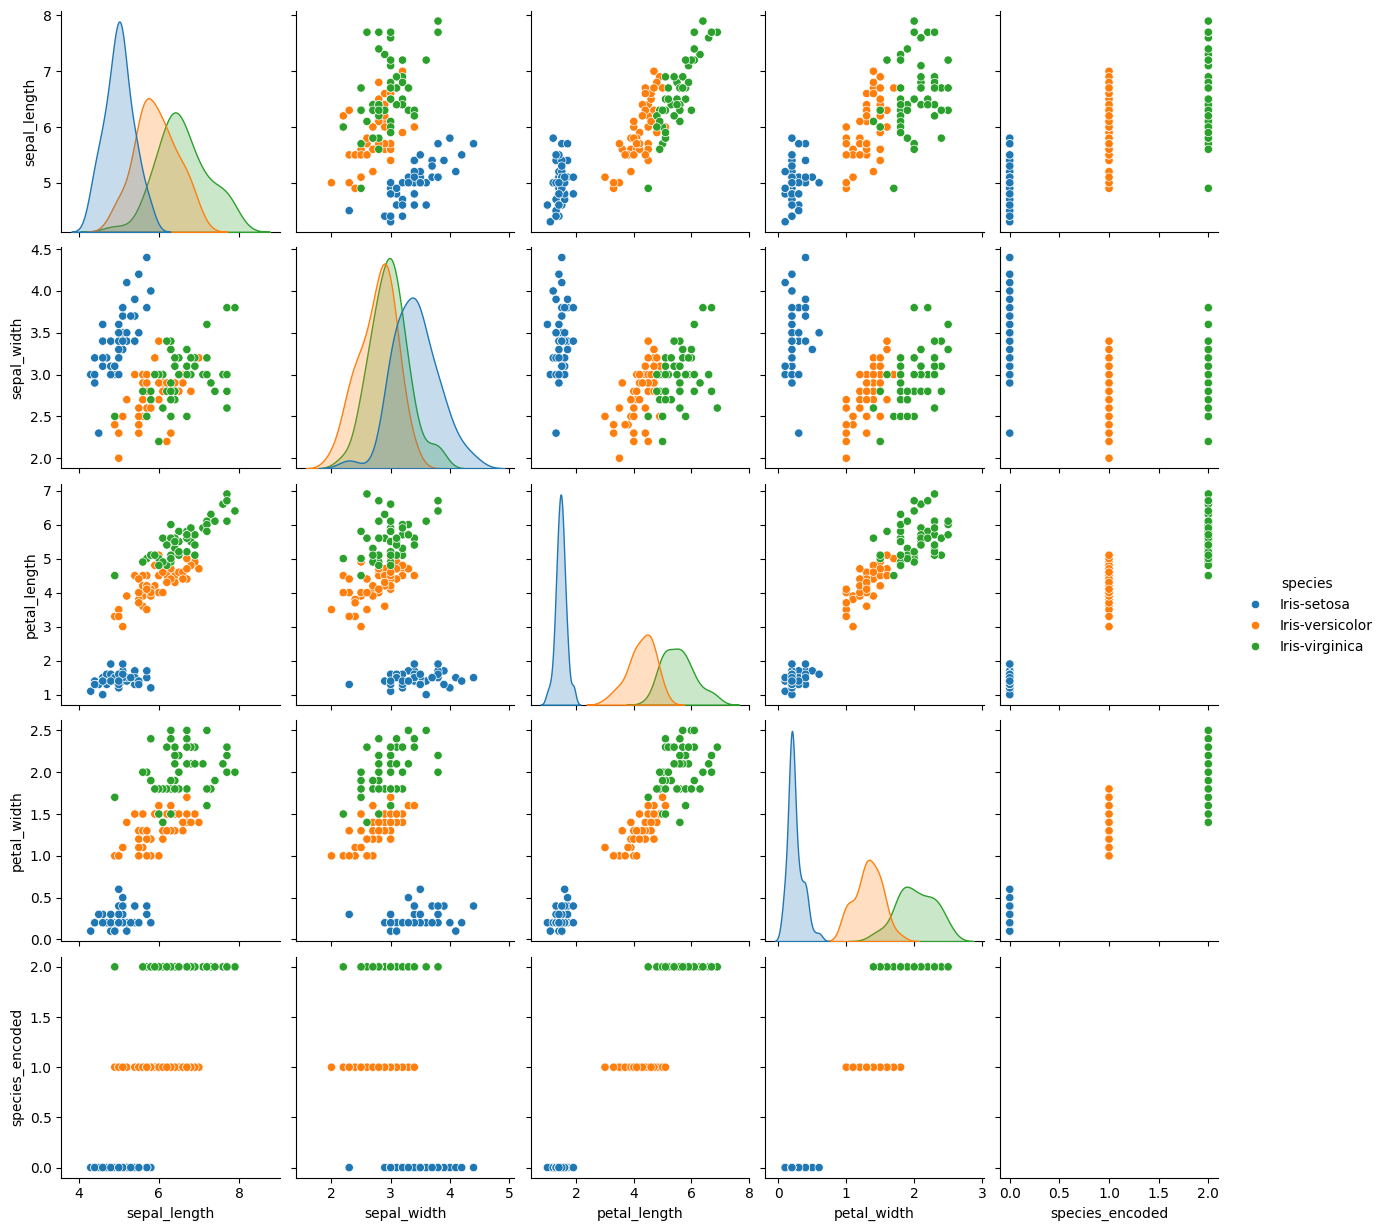 8
7
6
5
sepal_length
4.5
4.0
3.5
3.0
2.5
2.0
sepal_width
7
6
5
4
3
2
1
petal_length
species
Iris-setosa
Iris-versicolor
Iris-virginica
2.5
2.0
1.5
1.0
0.5
0.0
petal_width
2.0
1.5
1.0
0.5
0.0
species_encoded
4 6 8 2 3 4 5 2 4 6 8 0 1 2 3 0.0 0.5 1.0 1.5 2.0
sepal_length sepal_width petal_length petal_width species_encoded